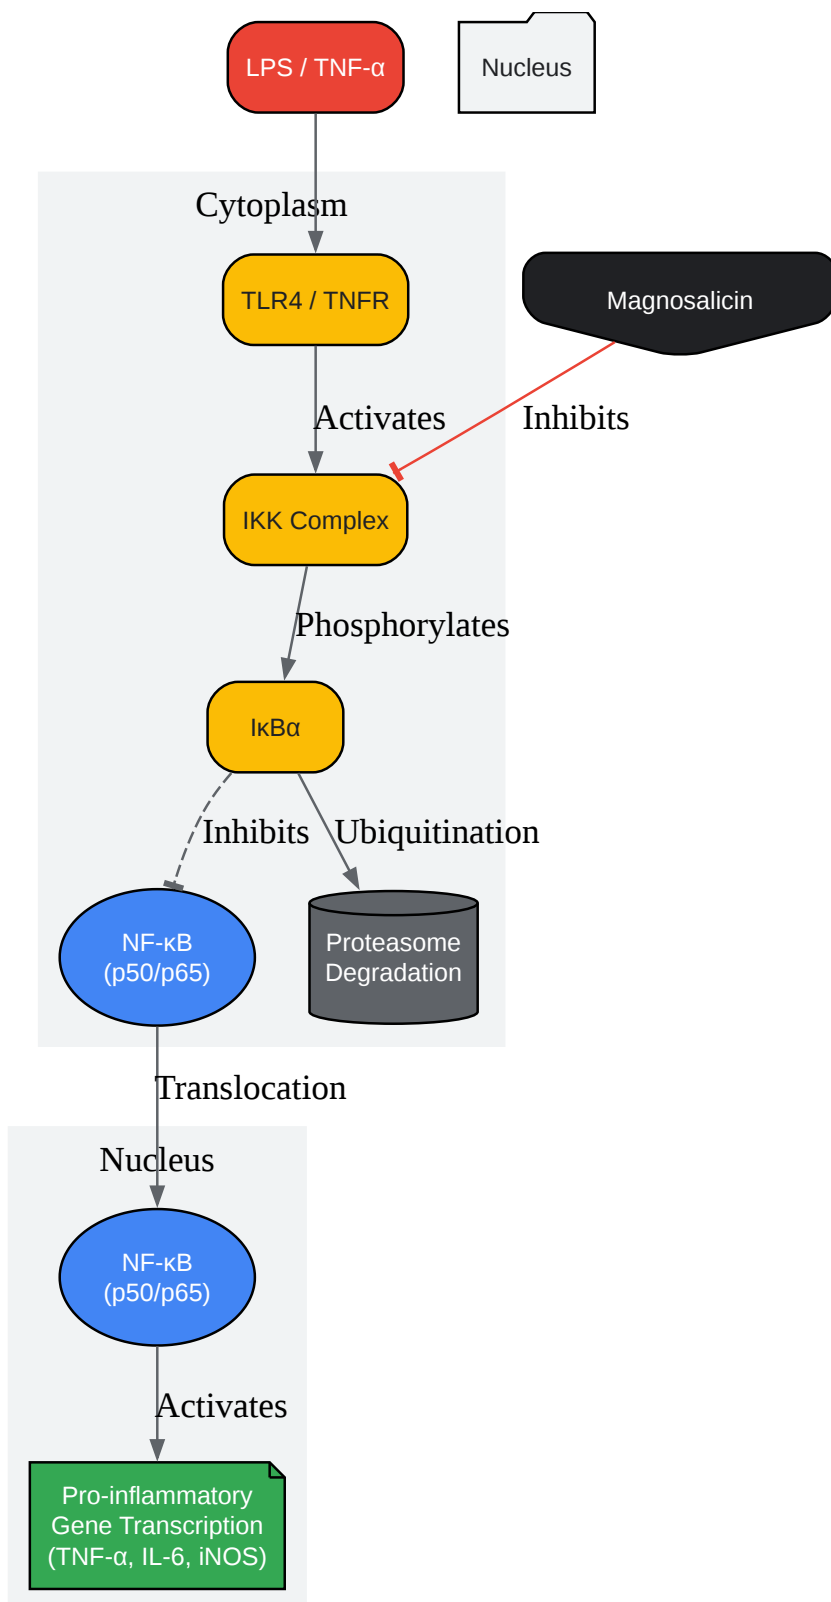 LPS / TNF-α
Nucleus
Cytoplasm
TLR4 / TNFR
Magnosalicin
Activates
Inhibits
IKK Complex
Phosphorylates
IκBα
Inhibits
Ubiquitination
NF-κB
(p50/p65)
Proteasome
Degradation
Translocation
Nucleus
NF-κB
(p50/p65)
Activates
Pro-inflammatory
Gene Transcription
(TNF-α, IL-6, iNOS)